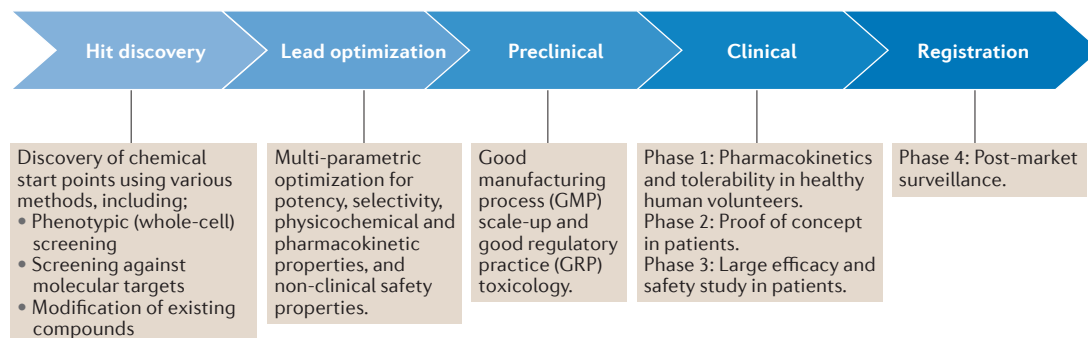 Hit discovery
Lead optimization
Preclinical
Clinical
Registration
Discovery of chemical
start points using various
methods, including;
• Phenotypic (whole-cell)
screening
• Screening against
molecular targets
• Modification of existing
compounds
Multi-parametric
optimization for
potency, selectivity,
physicochemical and
pharmacokinetic
properties, and
non-clinical safety
properties.
Good
manufacturing
process (GMP)
scale-up and
good regulatory
practice (GRP)
toxicology.
Phase 1: Pharmacokinetics
and tolerability in healthy
human volunteers.
Phase 2: Proof of concept
in patients.
Phase 3: Large efficacy and
safety study in patients.
Phase 4: Post-market
surveillance.